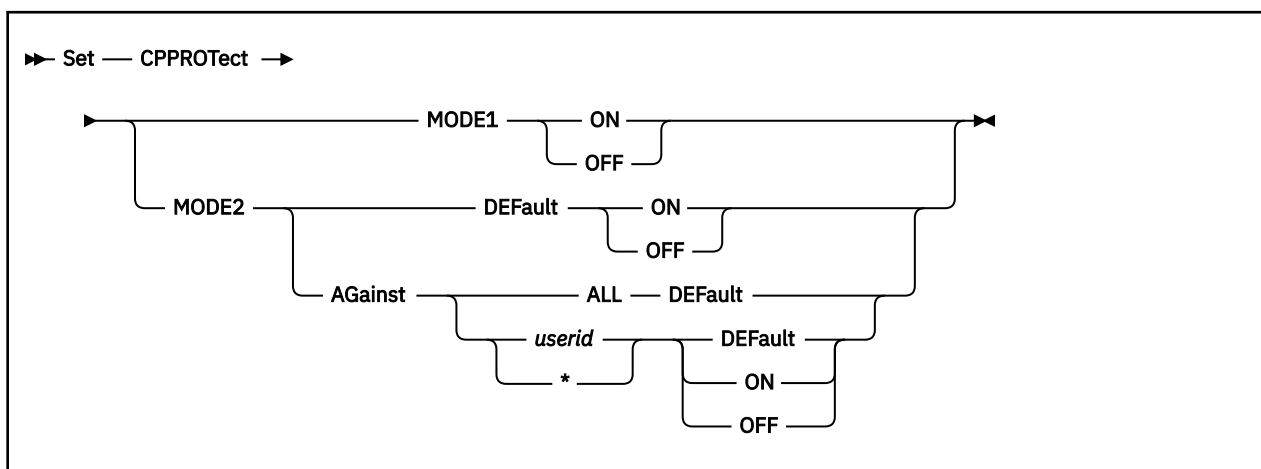 Set CPPROTect
MODE1 ON
OFF
MODE2 DEFault ON
OFF
AGainst ALL DEFault
userid DEFault
* ON
OFF